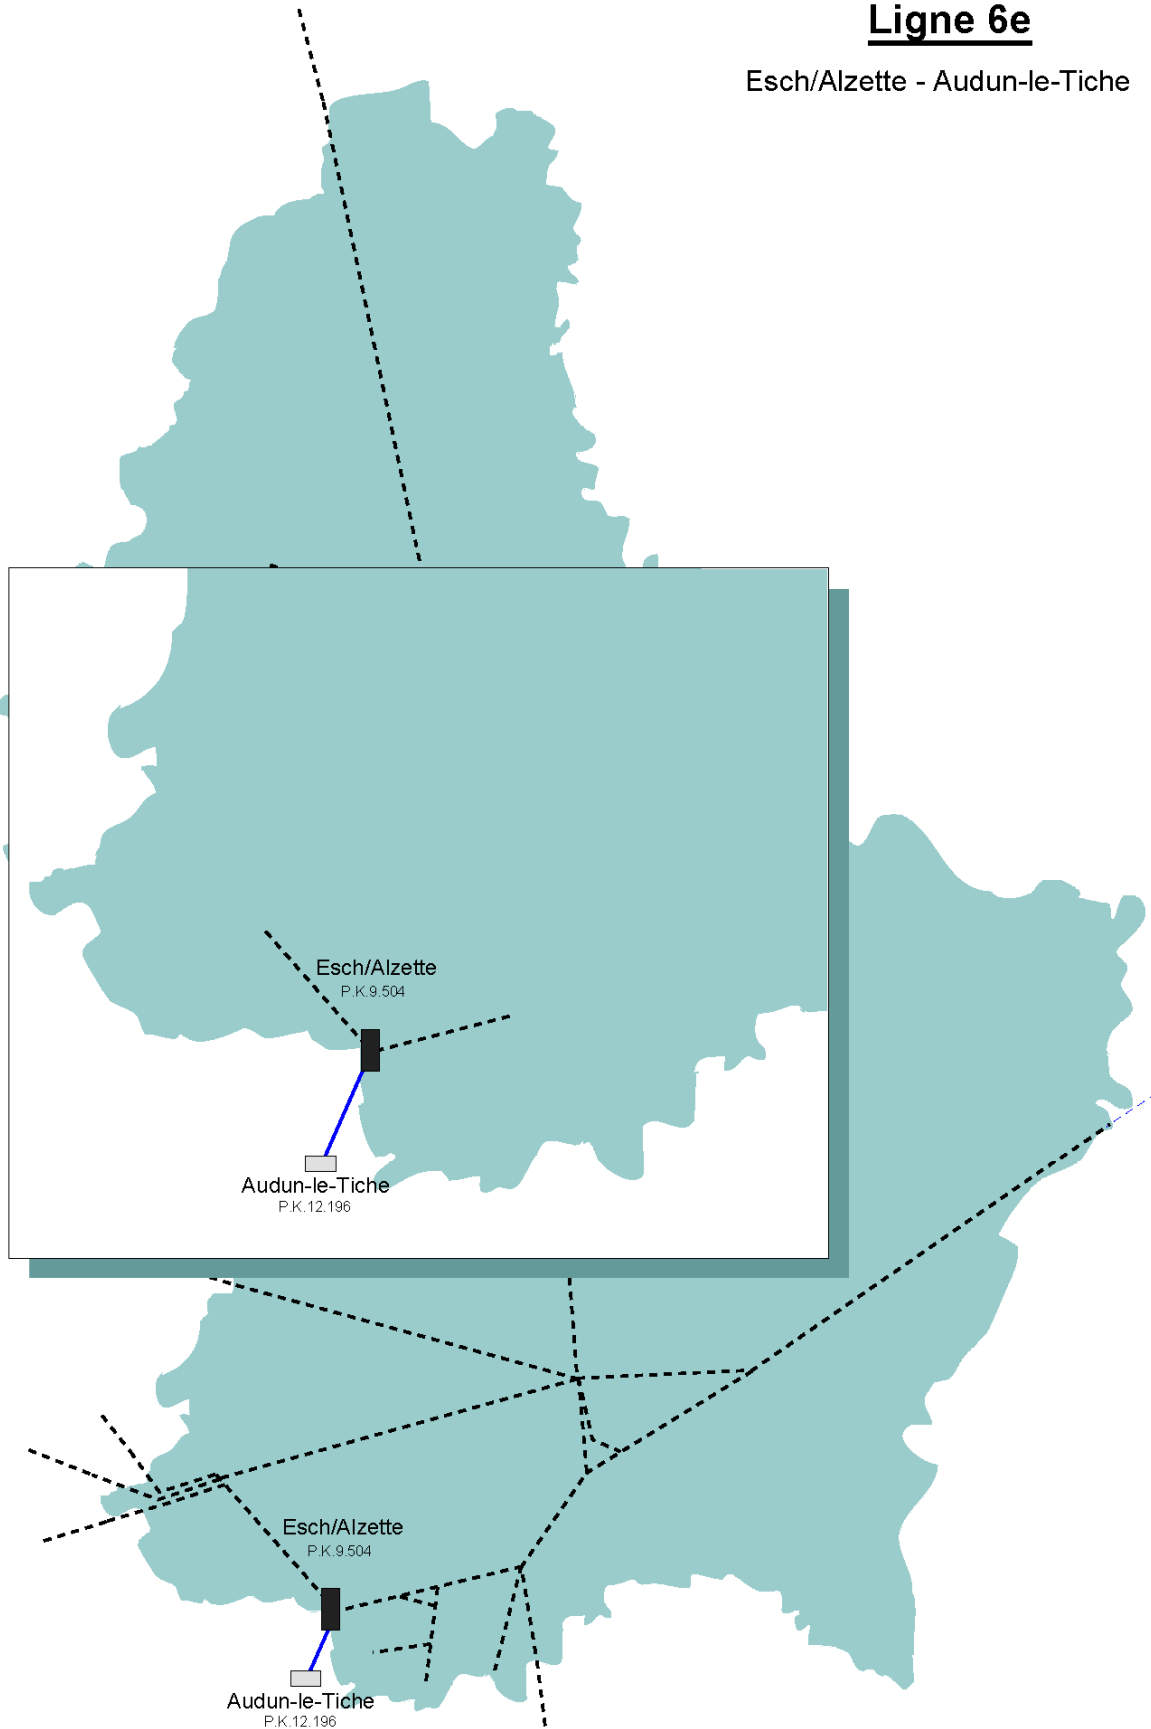 Ligne 6e
Esch/Alzette - Audun-le-Tiche
Esch/Alzette
P.K.9.504
Audun-le-Tiche
P.K.12.196
Esch/Alzette
P.K.9.504
Audun-le-Tiche
P.K.12.196